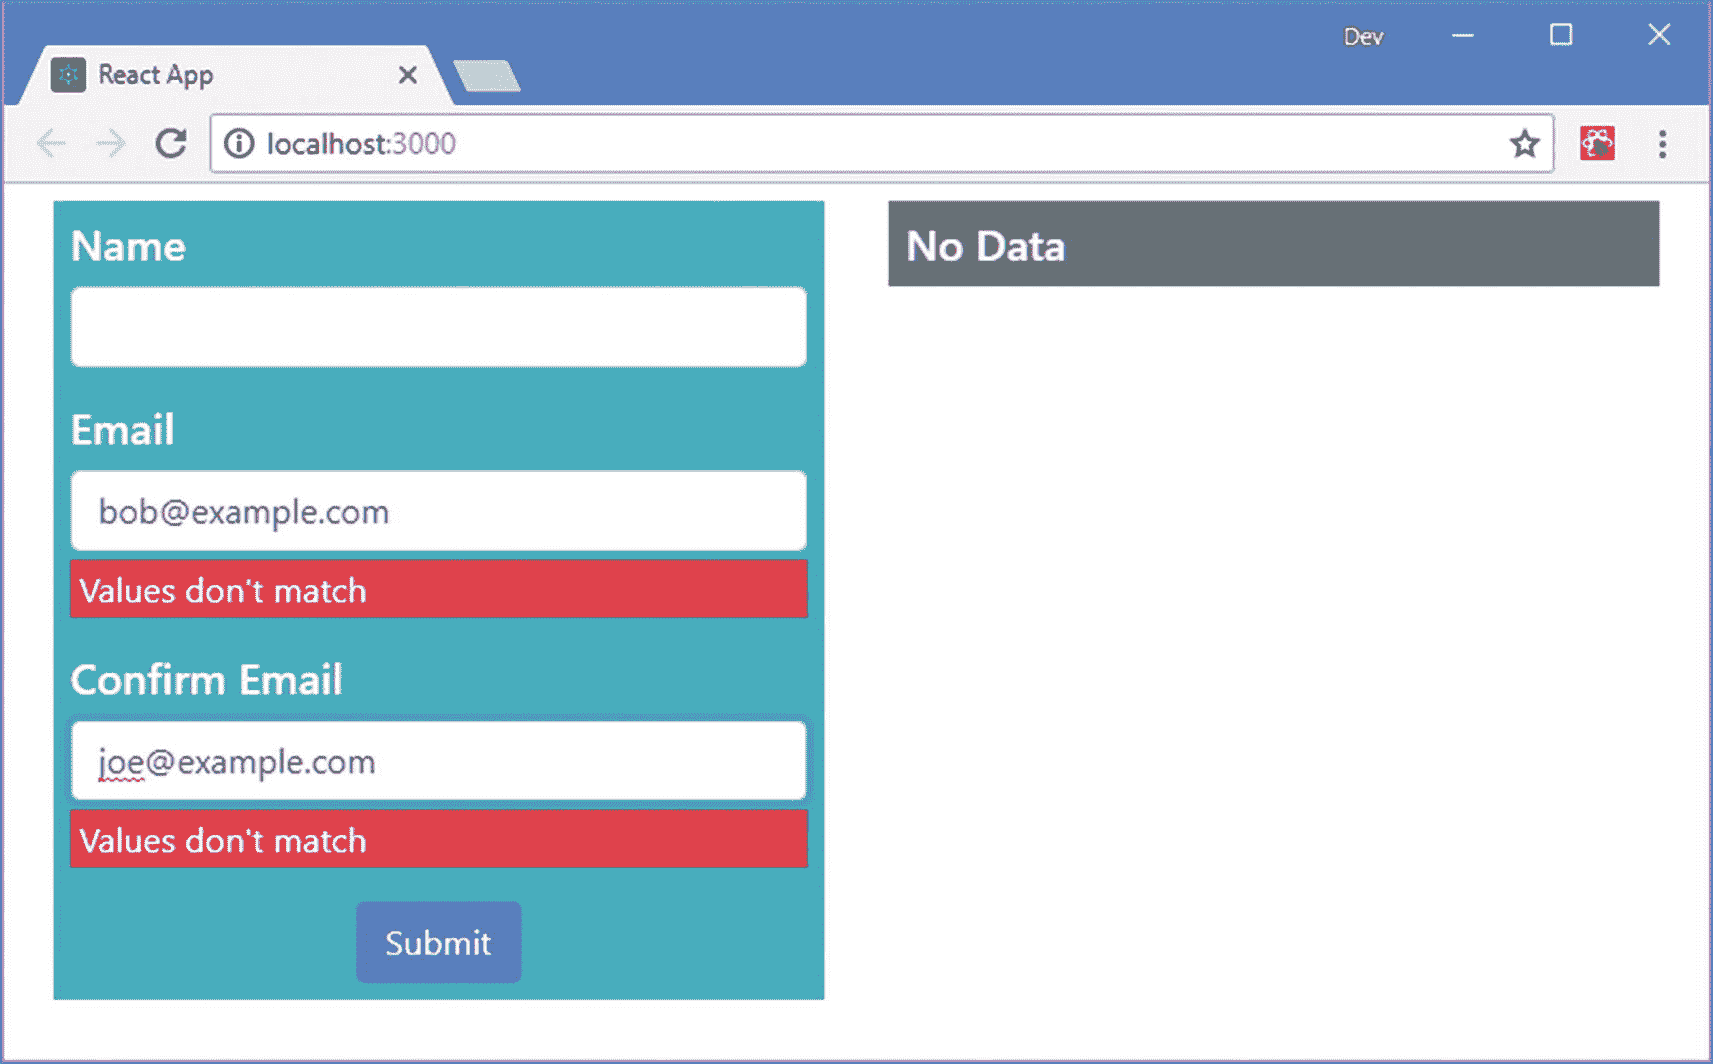 Dev
React App
localhost:3000
Name
Email
bob@example.com
Values don't match
Confirm Email
joe@example.com
Values don't match
Submit
No Data